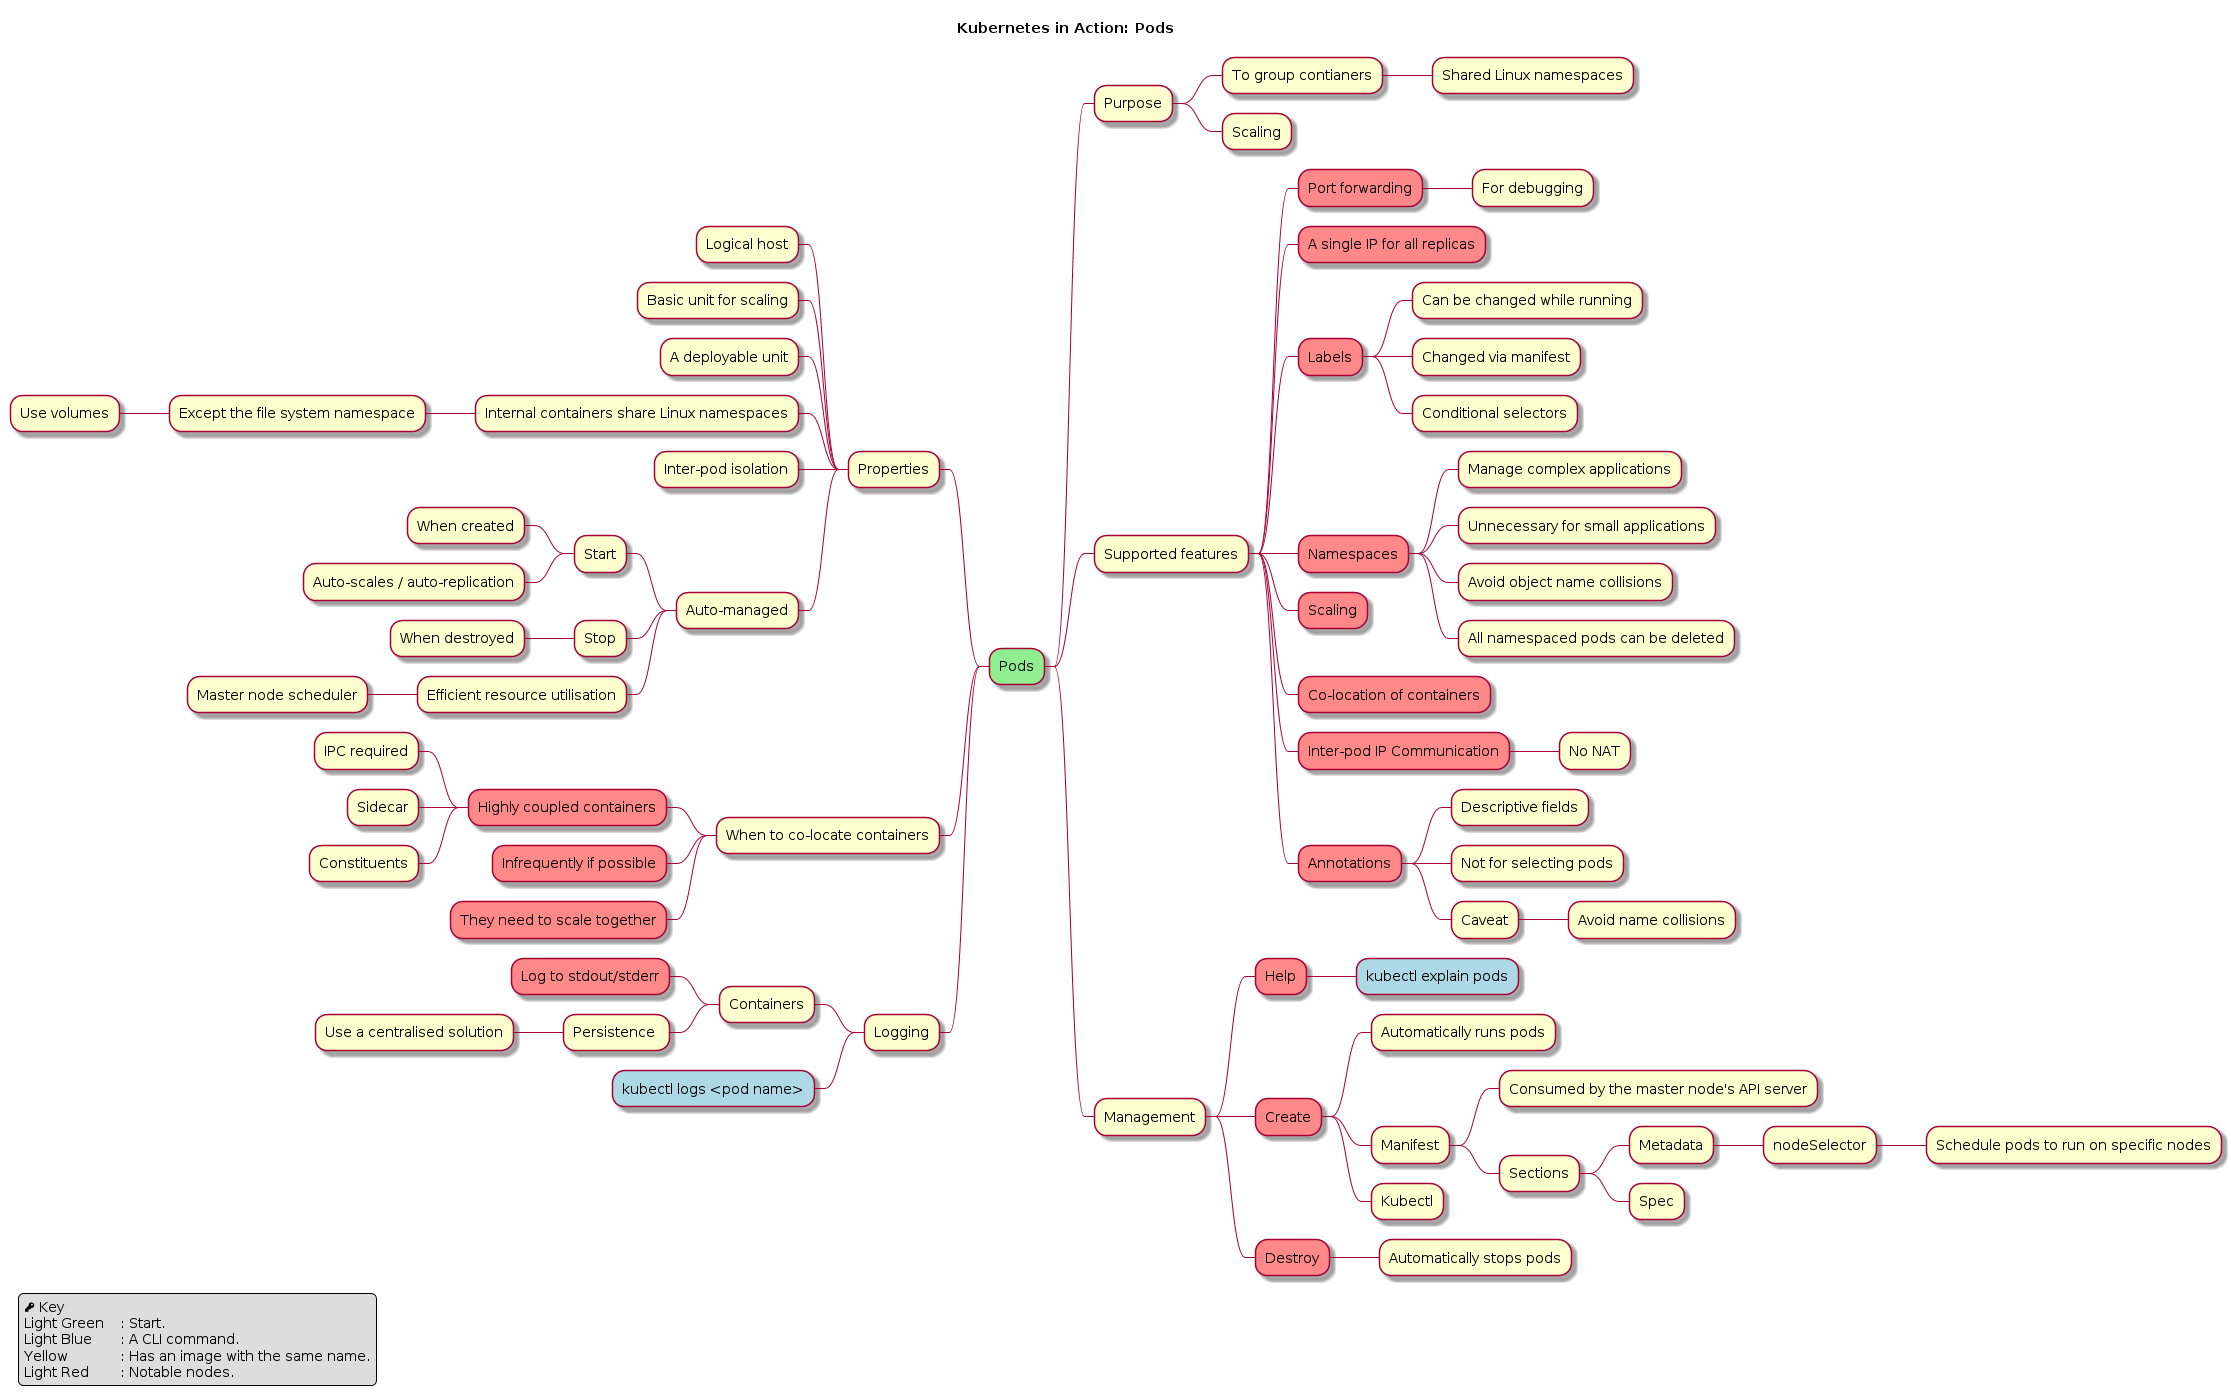 Kubernetes in Action: Pods
Purpose
To group contianers
Shared Linux namespaces
Scaling
Supported features
Port forwarding
For debugging
A single IP for all replicas
Labels
Can be changed while running
Changed via manifest
Conditional selectors
Namespaces
Manage complex applications
Unnecessary for small applications
Avoid object name collisions
All namespaced pods can be deleted
Scaling
Co-location of containers
Inter-pod IP Communication
No NAT
Annotations
Descriptive fields
Not for selecting pods
Caveat
Avoid name collisions
Management
Help
kubectl explain pods
Create
Automatically runs pods
Manifest
Consumed by the master node's API server
Sections
Metadata
nodeSelector
Schedule pods to run on specific nodes
Spec
Kubectl
Destroy
Automatically stops pods
Pods
Properties
Logical host
Basic unit for scaling
A deployable unit
Internal containers share Linux namespaces
Except the file system namespace
Use volumes
Inter-pod isolation
Auto-managed
Start
When created
Auto-scales / auto-replication
Stop
When destroyed
Efficient resource utilisation
Master node scheduler
When to co-locate containers
Highly coupled containers
IPC required
Sidecar
Constituents
Infrequently if possible
They need to scale together
Logging
Containers
Log to stdout/stderr
Persistence
Use a centralised solution
kubectl logs <pod name>
Key
Light Green : Start.
Light Blue : A CLI command.
Yellow : Has an image with the same name.
Light Red : Notable nodes.